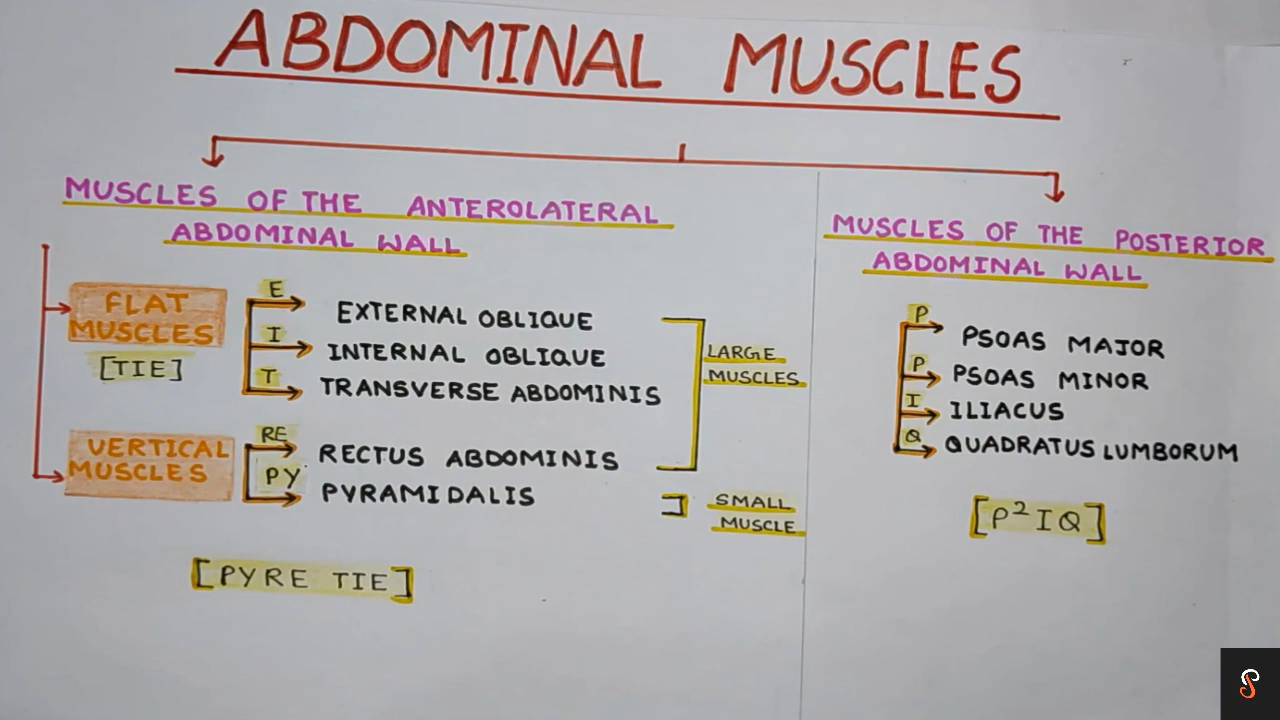 ABDOMINAL MUSCLES
MUSCLES OF THE ANTEROLATERAL
ABDOMINAL WALL
FLAT
MUSCLES
[TIE]
E
EXTERNAL OBLIQUE
I
INTERNAL OBLIQUE
T
TRANSVERSE ABDOMINIS
LARGE
MUSCLES
VERTICAL
MUSCLES
RE
RECTUS ABDOMINIS
PY
PYRAMIDALIS
SMALL
MUSCLE
[PYRE TIE]
MUSCLES OF THE POSTERIOR
ABDOMINAL WALL
P
PSOAS MAJOR
P
PSOAS MINOR
I
ILIACUS
Q
QUADRATUS LUMBORUM
[P²IQ]